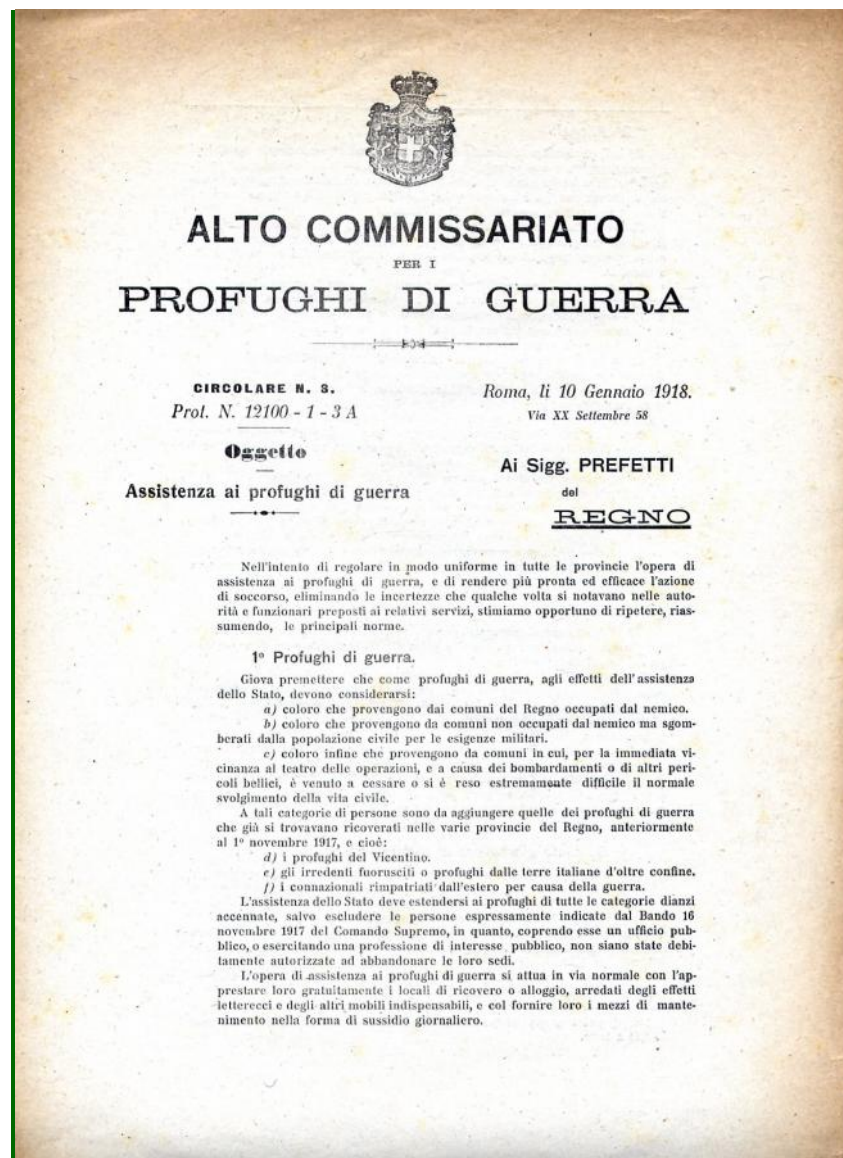 ALTO COMMISSARIATO
PER I
PROFUGHI DI GUERRA
CIRCOLARE N. 3.
Prot. N. 12100 - 1 - 3 A
Oggetto
Assistenza ai profughi di guerra
Roma, li 10 Gennaio 1918.
Via XX Settembre 58
Ai Sigg. PREFETTI
del
REGNO
Nell'intento di regolare in modo uniforme in tutte le provincie l'opera di
assistenza ai profughi di guerra, e di rendere più pronta ed efficace l'azione
di soccorso, eliminando le incertezze che qualche volta si notavano nelle auto-
rità e funzionari preposti ai relativi servizi, stimiamo opportuno di ripetere, rias-
sumendo, le principali norme.
1º Profughi di guerra.
Giova premettere che come profughi di guerra, agli effetti dell'assistenza
dello Stato, devono considerarsi:
a) coloro che provengono dai comuni del Regno occupati dal nemico.
b) coloro che provengono da comuni non occupati dal nemico ma sgom-
berati dalla popolazione civile per le esigenze militari.
c) coloro infine che provengono da comuni in cui, per la immediata vi-
cinanza al teatro delle operazioni, e a causa dei bombardamenti o di altri peri-
coli bellici, è venuto a cessare o si è reso estremamente difficile il normale
svolgimento della vita civile.
A tali categorie di persone sono da aggiungere quelle dei profughi di guerra
che già si trovavano ricoverati nelle varie provincie del Regno, anteriormente
al 1º novembre 1917, e cioè:
d) i profughi del Vicentino.
e) gli irredenti fuorusciti o profughi dalle terre italiane d'oltre confine.
f) i connazionali rimpatriati dall'estero per causa della guerra.
L'assistenza dello Stato deve estendersi ai profughi di tutte le categorie dianzi
accennate, salvo escludere le persone espressamente indicate dal Bando 16
novembre 1917 del Comando Supremo, in quanto, coprendo esse un ufficio pub-
blico, o esercitando una professione di interesse pubblico, non siano state debi-
tamente autorizzate ad abbandonare le loro sedi.
L'opera di assistenza ai profughi di guerra si attua in via normale con l'ap-
prestare loro gratuitamente i locali di ricovero o alloggio, arredati degli effetti
letterecci e degli altri mobili indispensabili, e col fornire loro i mezzi di mante-
nimento nella forma di sussidio giornaliero.